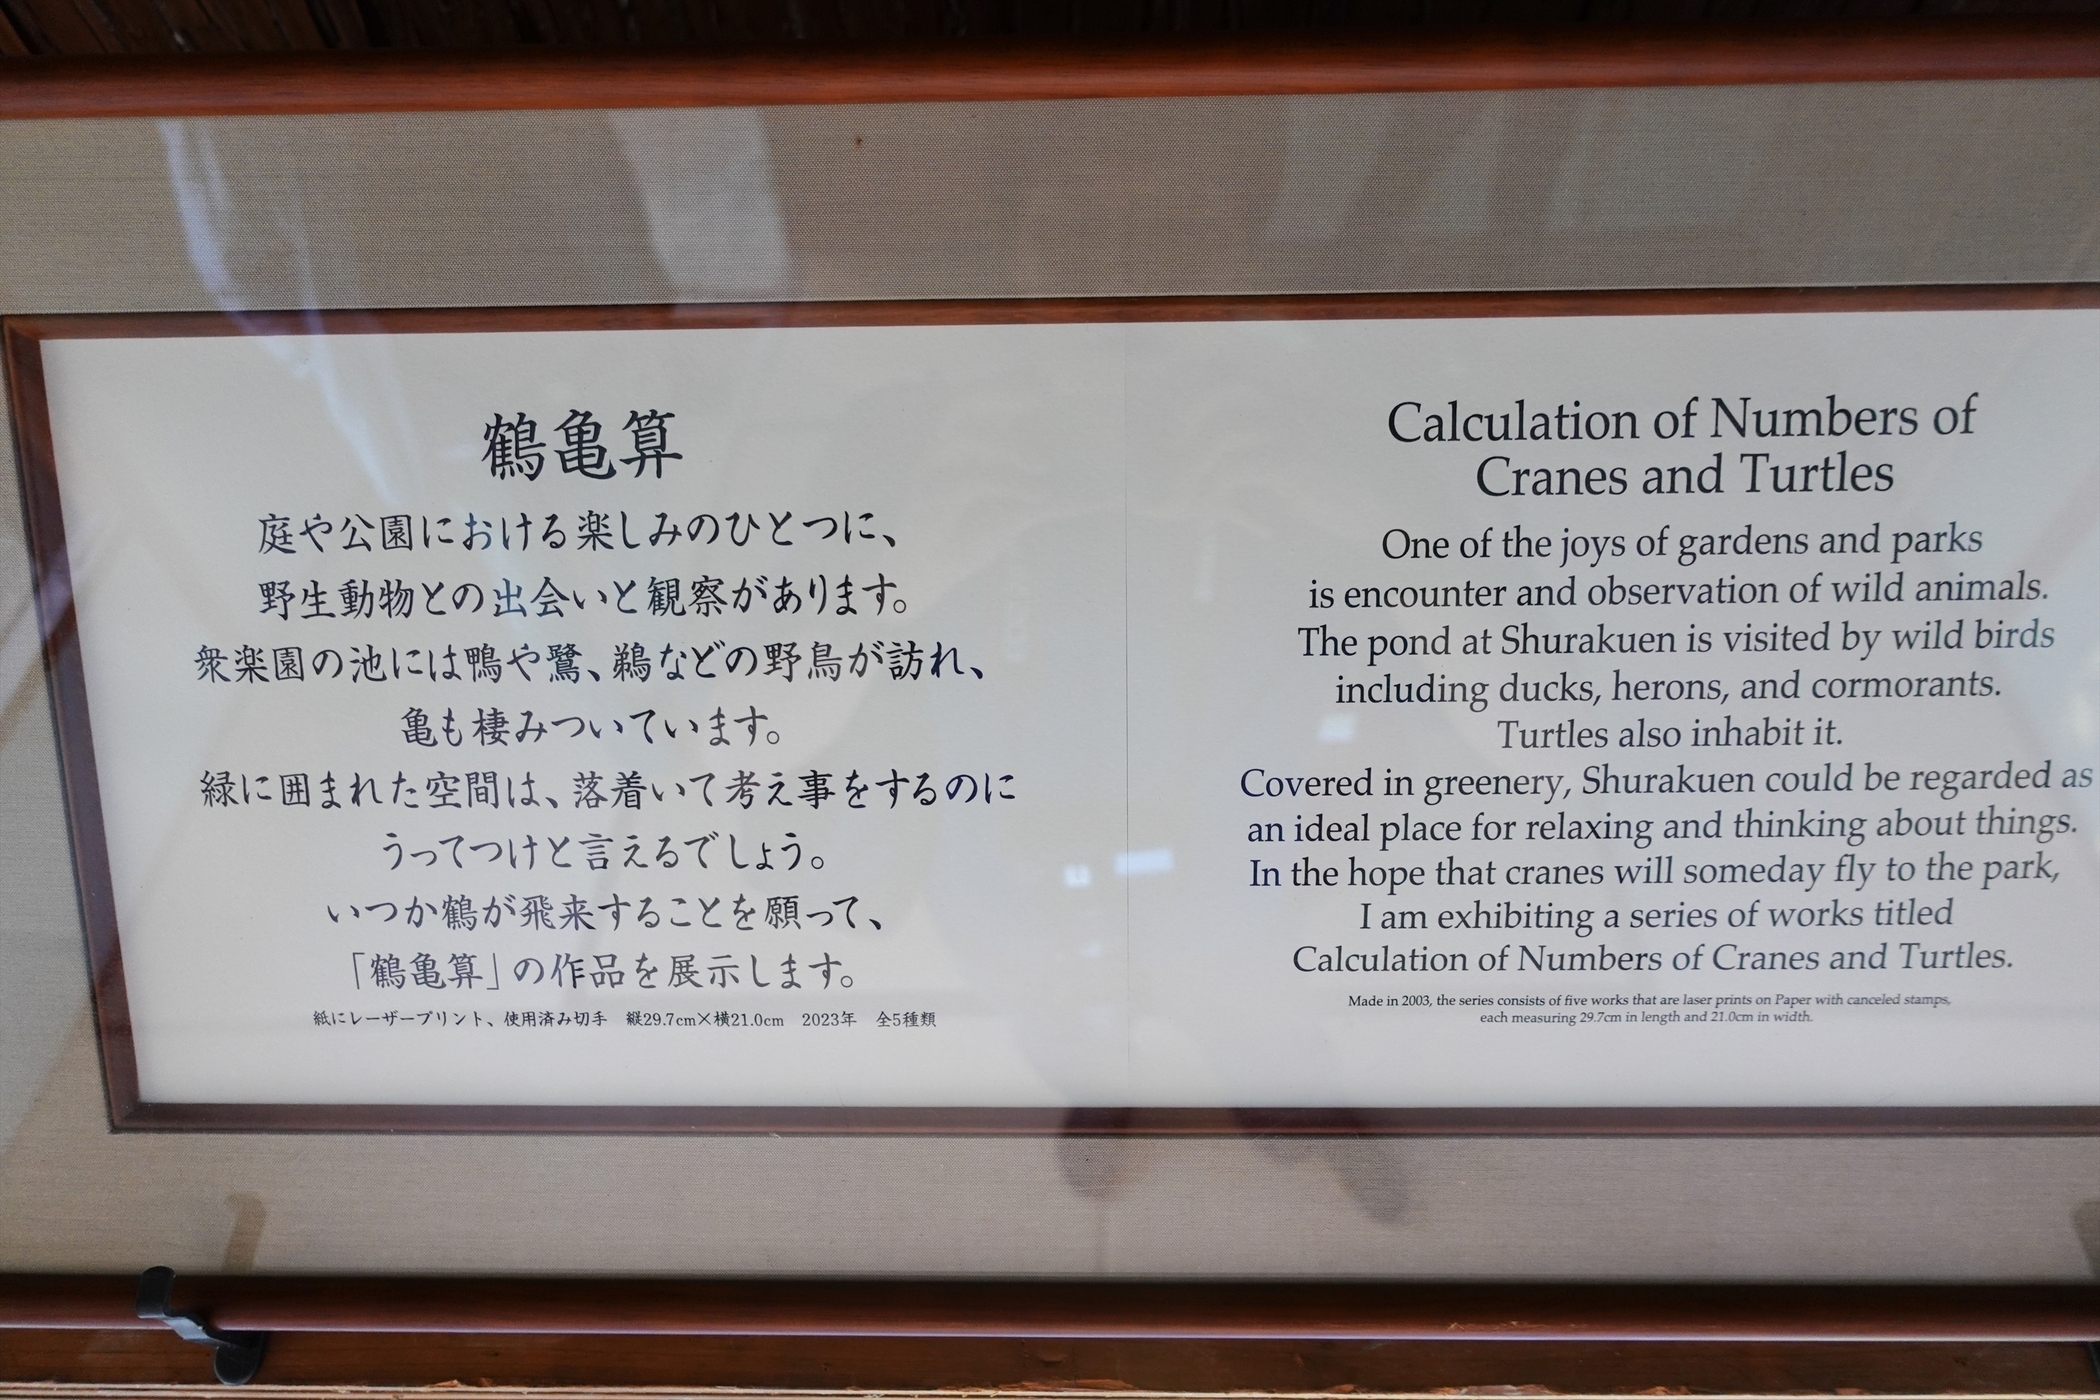 鶴亀算
庭や公園における楽しみのひとつに、
野生動物との出会いと観察があります。
衆楽園の池には鴨や鷺、鵜などの野鳥が訪れ、
亀も棲みついています。
緑に囲まれた空間は、落着いて考え事をするのに
うってつけと言えるでしょう。
いつか鶴が飛来することを願って、
「鶴亀算」の作品を展示します。
紙にレーザープリント、使用済み切手　縦29.7cm×横21.0cm　2023年　全5種類
Calculation of Numbers of
Cranes and Turtles
One of the joys of gardens and parks
is encounter and observation of wild animals.
The pond at Shurakuen is visited by wild birds
including ducks, herons, and cormorants.
Turtles also inhabit it.
Covered in greenery, Shurakuen could be regarded as
an ideal place for relaxing and thinking about things.
In the hope that cranes will someday fly to the park,
I am exhibiting a series of works titled
Calculation of Numbers of Cranes and Turtles.
Made in 2003, the series consists of five works that are laser prints on Paper with canceled stamps,
each measuring 29.7cm in length and 21.0cm in width.